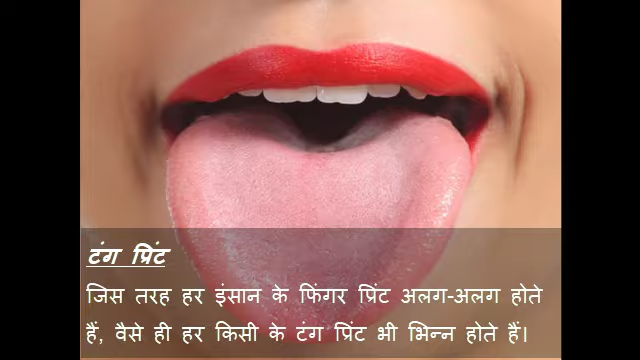 टंग प्रिंट
जिस तरह हर इंसान के फिंगर प्रिंट अलग-अलग होते
हैं, वैसे ही हर किसी के टंग प्रिंट भी भिन्न होते हैं।